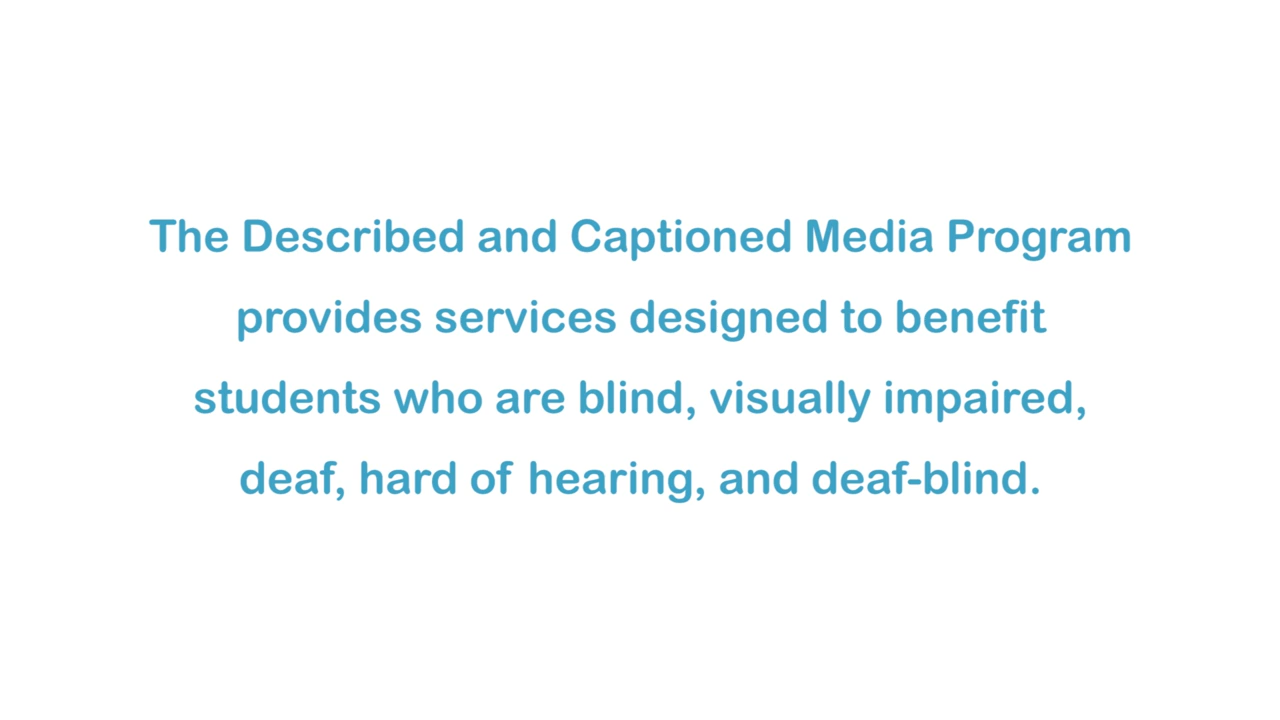 The Described and Captioned Media Program
provides services designed to benefit
students who are blind, visually impaired,
deaf, hard of hearing, and deaf-blind.